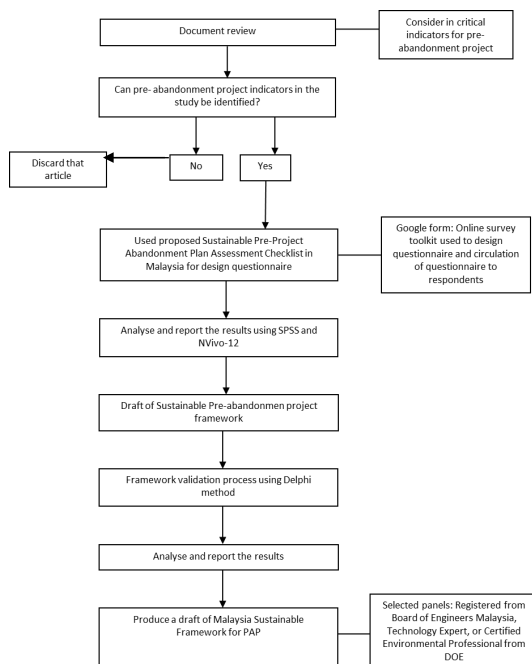 Document review
Consider in critical
indicators for pre-
abandonment project
Can pre- abandonment project indicators in the
study be identified?
Discard that
article
No
Yes
Used proposed Sustainable Pre-Project
Abandonment Plan Assessment Checklist in
Malaysia for design questionnaire
Google form: Online survey
toolkit used to design
questionnaire and circulation
of questionnaire to
respondents
Analyse and report the results using SPSS and
NVivo-12
Draft of Sustainable Pre-abandonmen project
framework
Framework validation process using Delphi
method
Analyse and report the results
Produce a draft of Malaysia Sustainable
Framework for PAP
Selected panels: Registered from
Board of Engineers Malaysia,
Technology Expert, or Certified
Environmental Professional from
DOE